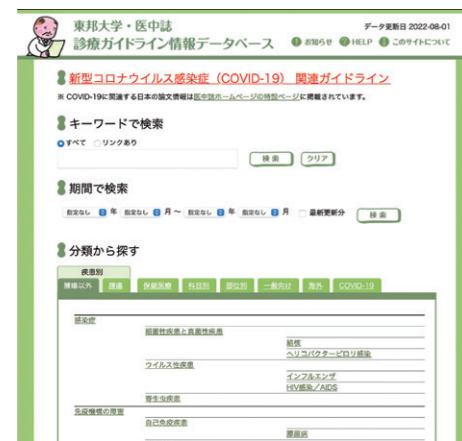 東邦大学・医中誌
診療ガイドライン情報データベース
データ更新日 2022-08-01
お知らせ HELP このサイトについて
新型コロナウイルス感染症（COVID-19） 関連ガイドライン
※ COVID-19に関連する日本の論文情報は医中誌ホームページの特設ページに掲載されています。
キーワードで検索
すべて リンクあり
検索 クリア
期間で検索
指定なし 年 指定なし 月 ～ 指定なし 年 指定なし 月 最新更新分 検索
分類から探す
疾患別
腫瘍以外 腫瘍 保健医療 科目別 部位別 一般向け 海外 COVID-19
感染症
細菌性疾患と真菌性疾患
結核
ヘリコバクターピロリ感染
ウイルス性疾患
インフルエンザ
HIV感染／AIDS
寄生虫疾患
免疫機構の障害
自己免疫疾患
膠原病